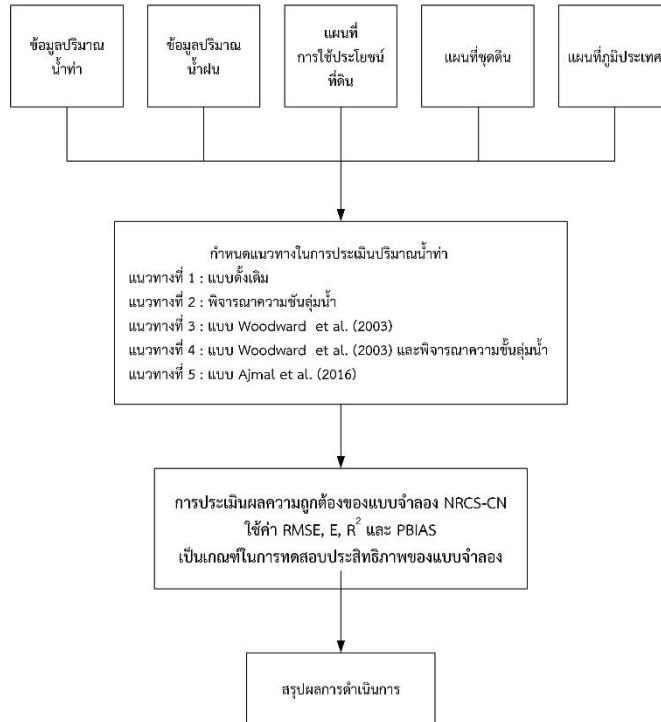 ข้อมูลปริมาณ
น้ำท่า
ข้อมูลปริมาณ
น้ำฝน
แผนที่
การใช้ประโยชน์
ที่ดิน
แผนที่ชุดดิน
แผนที่ภูมิประเทศ
กำหนดแนวทางในการประเมินปริมาณน้ำท่า
แนวทางที่ 1 : แบบดั้งเดิม
แนวทางที่ 2 : พิจารณาความชันลุ่มน้ำ
แนวทางที่ 3 : แบบ Woodward et al. (2003)
แนวทางที่ 4 : แบบ Woodward et al. (2003) และพิจารณาความชั้นลุ่มน้ำ
แนวทางที่ 5 : แบบ Ajmal et al. (2016)
การประเมินผลความถูกต้องของแบบจำลอง NRCS-CN
ใช้ค่า RMSE, E, R² และ PBIAS
เป็นเกณฑ์ในการทดสอบประสิทธิภาพของแบบจำลอง
สรุปผลการดำเนินการ